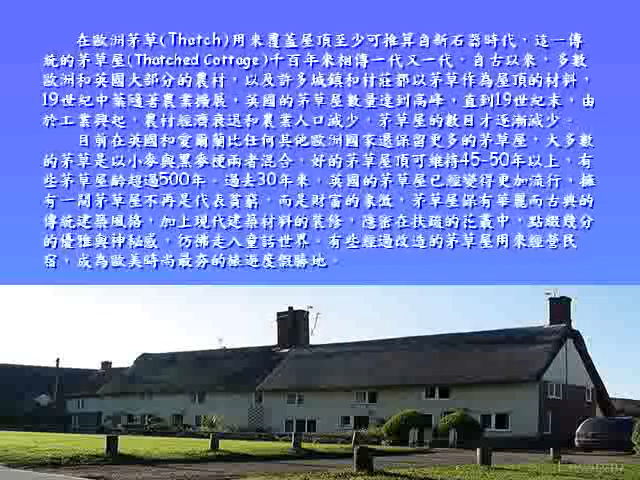 在歐洲茅草(Thatch)用來覆蓋屋頂至少可推算自新石器時代，這一傳
統的茅草屋(Thatched Cottage)千百年來相傳一代又一代，自古以來，多數
歐洲和英國大部分的農村，以及許多城鎮和村莊都以茅草作為屋頂的材料，
19世紀中葉隨著農業擴展，英國的茅草屋數量達到高峰，直到19世紀末，由
於工業興起，農村經濟衰退和農業人口減少，茅草屋的數目才逐漸減少。
目前在英國和愛爾蘭比任何其他歐洲國家還保留更多的茅草屋，大多數
的茅草是以小麥與黑麥梗兩者混合，好的茅草屋頂可維持45-50年以上，有
些茅草屋齡超過500年。過去30年來，英國的茅草屋已經變得更加流行，擁
有一間茅草屋不再是代表貧窮，而是財富的象徵，茅草屋保有華麗而古典的
傳統建築風格，加上現代建築材料的裝修，隱密在扶疏的花叢中，點綴幾分
的優雅與神秘感，彷彿走入童話世界。有些經過改造的茅草屋用來經營民
宿，成為歐美時尚最夯的旅遊度假勝地。